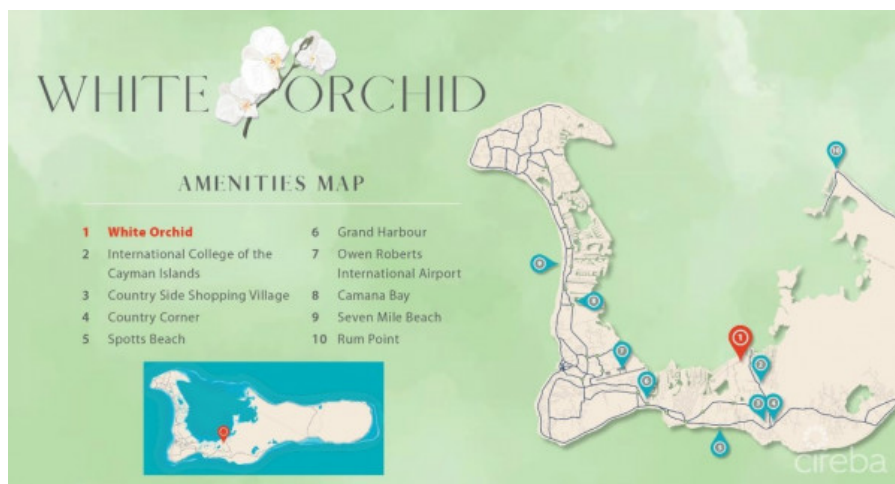 WHITE ORCHID
AMENITIES MAP
1 White Orchid
2 International College of the
Cayman Islands
3 Country Side Shopping Village
4 Country Corner
5 Spotts Beach
6 Grand Harbour
7 Owen Roberts
International Airport
8 Camana Bay
9 Seven Mile Beach
10 Rum Point
10
1
cireba